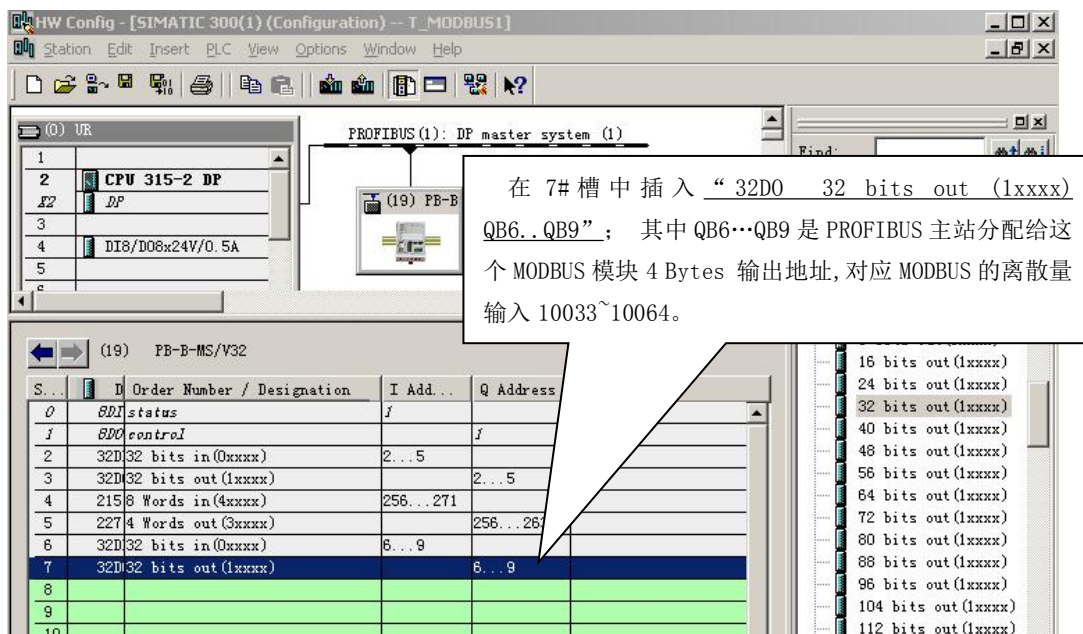 HW Config - [SIMATIC 300(1) (Configuration) -- T_MODBUS1]
Station Edit Insert PLC View Options Window Help
(0) UR
1
2 CPU 315-2 DP
X2 DP
3
4 DI8/DO8x24V/0.5A
5
PROFIBUS(1): DP master system (1)
(19) PB-B
Find:
在 7# 槽 中 插 入 “ 32DO 32 bits out (1xxxx)
QB6..QB9”； 其中 QB6…QB9 是 PROFIBUS 主站分配给这
个 MODBUS 模块 4 Bytes 输出地址,对应 MODBUS 的离散量
输入 10033~10064。
(19) PB-B-MS/V32
S... D Order Number / Designation I Add... Q Address
0 8DI status 1
1 8DO control 1
2 32D 32 bits in(0xxxx) 2...5
3 32D 32 bits out(1xxxx) 2...5
4 215 8 Words in(4xxxx) 256...271
5 227 4 Words out(3xxxx) 256...263
6 32D 32 bits in(0xxxx) 6...9
7 32D 32 bits out(1xxxx) 6...9
8
9
10
16 bits out(1xxxx)
24 bits out(1xxxx)
32 bits out(1xxxx)
40 bits out(1xxxx)
48 bits out(1xxxx)
56 bits out(1xxxx)
64 bits out(1xxxx)
72 bits out(1xxxx)
80 bits out(1xxxx)
88 bits out(1xxxx)
96 bits out(1xxxx)
104 bits out(1xxxx)
112 bits out(1xxxx)